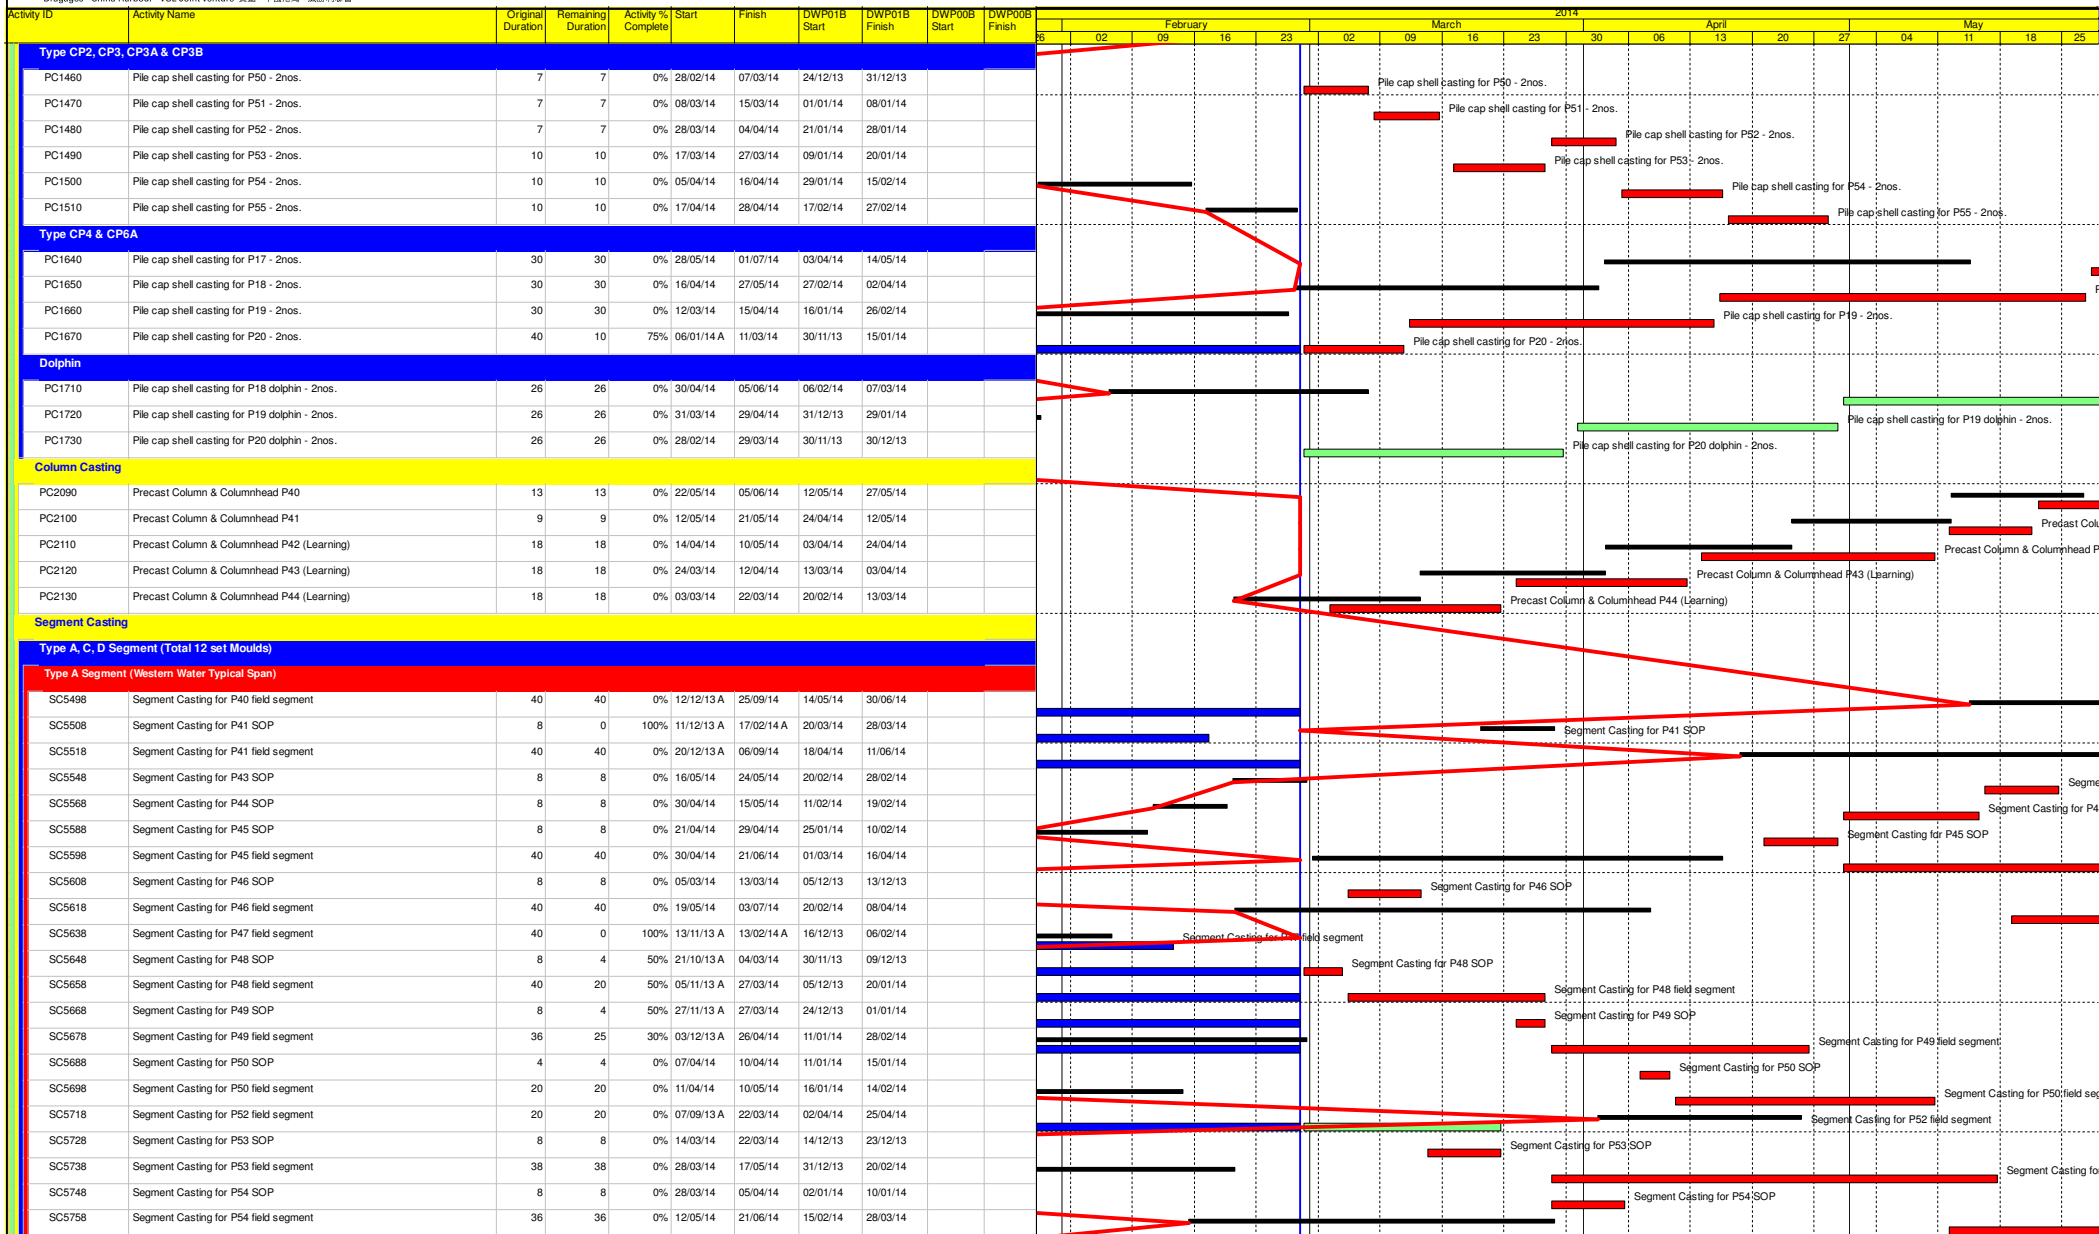 Activity ID Activity Name Original Duration Remaining Duration Activity % Complete Start Finish DWP01B Start DWP01B Finish DWP00B Start DWP00B Finish
2014
February March April May
26 02 09 16 23 02 09 16 23 30 06 13 20 27 04 11 18 25
Type CP2, CP3, CP3A & CP3B
PC1460 Pile cap shell casting for P50 - 2nos. 7 7 0% 28/02/14 07/03/14 24/12/13 31/12/13 Pile cap shell casting for P50 - 2nos.
PC1470 Pile cap shell casting for P51 - 2nos. 7 7 0% 08/03/14 15/03/14 01/01/14 08/01/14 Pile cap shell casting for P51 - 2nos.
PC1480 Pile cap shell casting for P52 - 2nos. 7 7 0% 28/03/14 04/04/14 21/01/14 28/01/14 Pile cap shell casting for P52 - 2nos.
PC1490 Pile cap shell casting for P53 - 2nos. 10 10 0% 17/03/14 27/03/14 09/01/14 20/01/14 Pile cap shell casting for P53 - 2nos.
PC1500 Pile cap shell casting for P54 - 2nos. 10 10 0% 05/04/14 16/04/14 29/01/14 15/02/14 Pile cap shell casting for P54 - 2nos.
PC1510 Pile cap shell casting for P55 - 2nos. 10 10 0% 17/04/14 28/04/14 17/02/14 27/02/14 Pile cap shell casting for P55 - 2nos.
Type CP4 & CP6A
PC1640 Pile cap shell casting for P17 - 2nos. 30 30 0% 28/05/14 01/07/14 03/04/14 14/05/14
PC1650 Pile cap shell casting for P18 - 2nos. 30 30 0% 16/04/14 27/05/14 27/02/14 02/04/14
PC1660 Pile cap shell casting for P19 - 2nos. 30 30 0% 12/03/14 15/04/14 16/01/14 26/02/14 Pile cap shell casting for P19 - 2nos.
PC1670 Pile cap shell casting for P20 - 2nos. 40 10 75% 06/01/14 A 11/03/14 30/11/13 15/01/14 Pile cap shell casting for P20 - 2nos.
Dolphin
PC1710 Pile cap shell casting for P18 dolphin - 2nos. 26 26 0% 30/04/14 05/06/14 06/02/14 07/03/14
PC1720 Pile cap shell casting for P19 dolphin - 2nos. 26 26 0% 31/03/14 29/04/14 31/12/13 29/01/14 Pile cap shell casting for P19 dolphin - 2nos.
PC1730 Pile cap shell casting for P20 dolphin - 2nos. 26 26 0% 28/02/14 29/03/14 30/11/13 30/12/13 Pile cap shell casting for P20 dolphin - 2nos.
Column Casting
PC2090 Precast Column & Columnhead P40 13 13 0% 22/05/14 05/06/14 12/05/14 27/05/14
PC2100 Precast Column & Columnhead P41 9 9 0% 12/05/14 21/05/14 24/04/14 12/05/14 Precast Colu
PC2110 Precast Column & Columnhead P42 (Learning) 18 18 0% 14/04/14 10/05/14 03/04/14 24/04/14 Precast Column & Columnhead P
PC2120 Precast Column & Columnhead P43 (Learning) 18 18 0% 24/03/14 12/04/14 13/03/14 03/04/14 Precast Column & Columnhead P43 (Learning)
PC2130 Precast Column & Columnhead P44 (Learning) 18 18 0% 03/03/14 22/03/14 20/02/14 13/03/14 Precast Column & Columnhead P44 (Learning)
Segment Casting
Type A, C, D Segment (Total 12 set Moulds)
Type A Segment (Western Water Typical Span)
SC5498 Segment Casting for P40 field segment 40 40 0% 12/12/13 A 25/09/14 14/05/14 30/06/14
SC5508 Segment Casting for P41 SOP 8 0 100% 11/12/13 A 17/02/14 A 20/03/14 28/03/14 Segment Casting for P41 SOP
SC5518 Segment Casting for P41 field segment 40 40 0% 20/12/13 A 06/09/14 18/04/14 11/06/14
SC5548 Segment Casting for P43 SOP 8 8 0% 16/05/14 24/05/14 20/02/14 28/02/14 Segme
SC5568 Segment Casting for P44 SOP 8 8 0% 30/04/14 15/05/14 11/02/14 19/02/14 Segment Casting for P4
SC5588 Segment Casting for P45 SOP 8 8 0% 21/04/14 29/04/14 25/01/14 10/02/14 Segment Casting for P45 SOP
SC5598 Segment Casting for P45 field segment 40 40 0% 30/04/14 21/06/14 01/03/14 16/04/14
SC5608 Segment Casting for P46 SOP 8 8 0% 05/03/14 13/03/14 05/12/13 13/12/13 Segment Casting for P46 SOP
SC5618 Segment Casting for P46 field segment 40 40 0% 19/05/14 03/07/14 20/02/14 08/04/14
SC5638 Segment Casting for P47 field segment 40 0 100% 13/11/13 A 13/02/14 A 16/12/13 06/02/14 Segment Casting for P47 field segment
SC5648 Segment Casting for P48 SOP 8 4 50% 21/10/13 A 04/03/14 30/11/13 09/12/13 Segment Casting for P48 SOP
SC5658 Segment Casting for P48 field segment 40 20 50% 05/11/13 A 27/03/14 05/12/13 20/01/14 Segment Casting for P48 field segment
SC5668 Segment Casting for P49 SOP 8 4 50% 27/11/13 A 27/03/14 24/12/13 01/01/14 Segment Casting for P49 SOP
SC5678 Segment Casting for P49 field segment 36 25 30% 03/12/13 A 26/04/14 11/01/14 28/02/14 Segment Casting for P49 field segment
SC5688 Segment Casting for P50 SOP 4 4 0% 07/04/14 10/04/14 11/01/14 15/01/14 Segment Casting for P50 SOP
SC5698 Segment Casting for P50 field segment 20 20 0% 11/04/14 10/05/14 16/01/14 14/02/14 Segment Casting for P50 field seg
SC5718 Segment Casting for P52 field segment 20 20 0% 07/09/13 A 22/03/14 02/04/14 25/04/14 Segment Casting for P52 field segment
SC5728 Segment Casting for P53 SOP 8 8 0% 14/03/14 22/03/14 14/12/13 23/12/13 Segment Casting for P53 SOP
SC5738 Segment Casting for P53 field segment 38 38 0% 28/03/14 17/05/14 31/12/13 20/02/14 Segment Casting fo
SC5748 Segment Casting for P54 SOP 8 8 0% 28/03/14 05/04/14 02/01/14 10/01/14 Segment Casting for P54 SOP
SC5758 Segment Casting for P54 field segment 36 36 0% 12/05/14 21/06/14 15/02/14 28/03/14